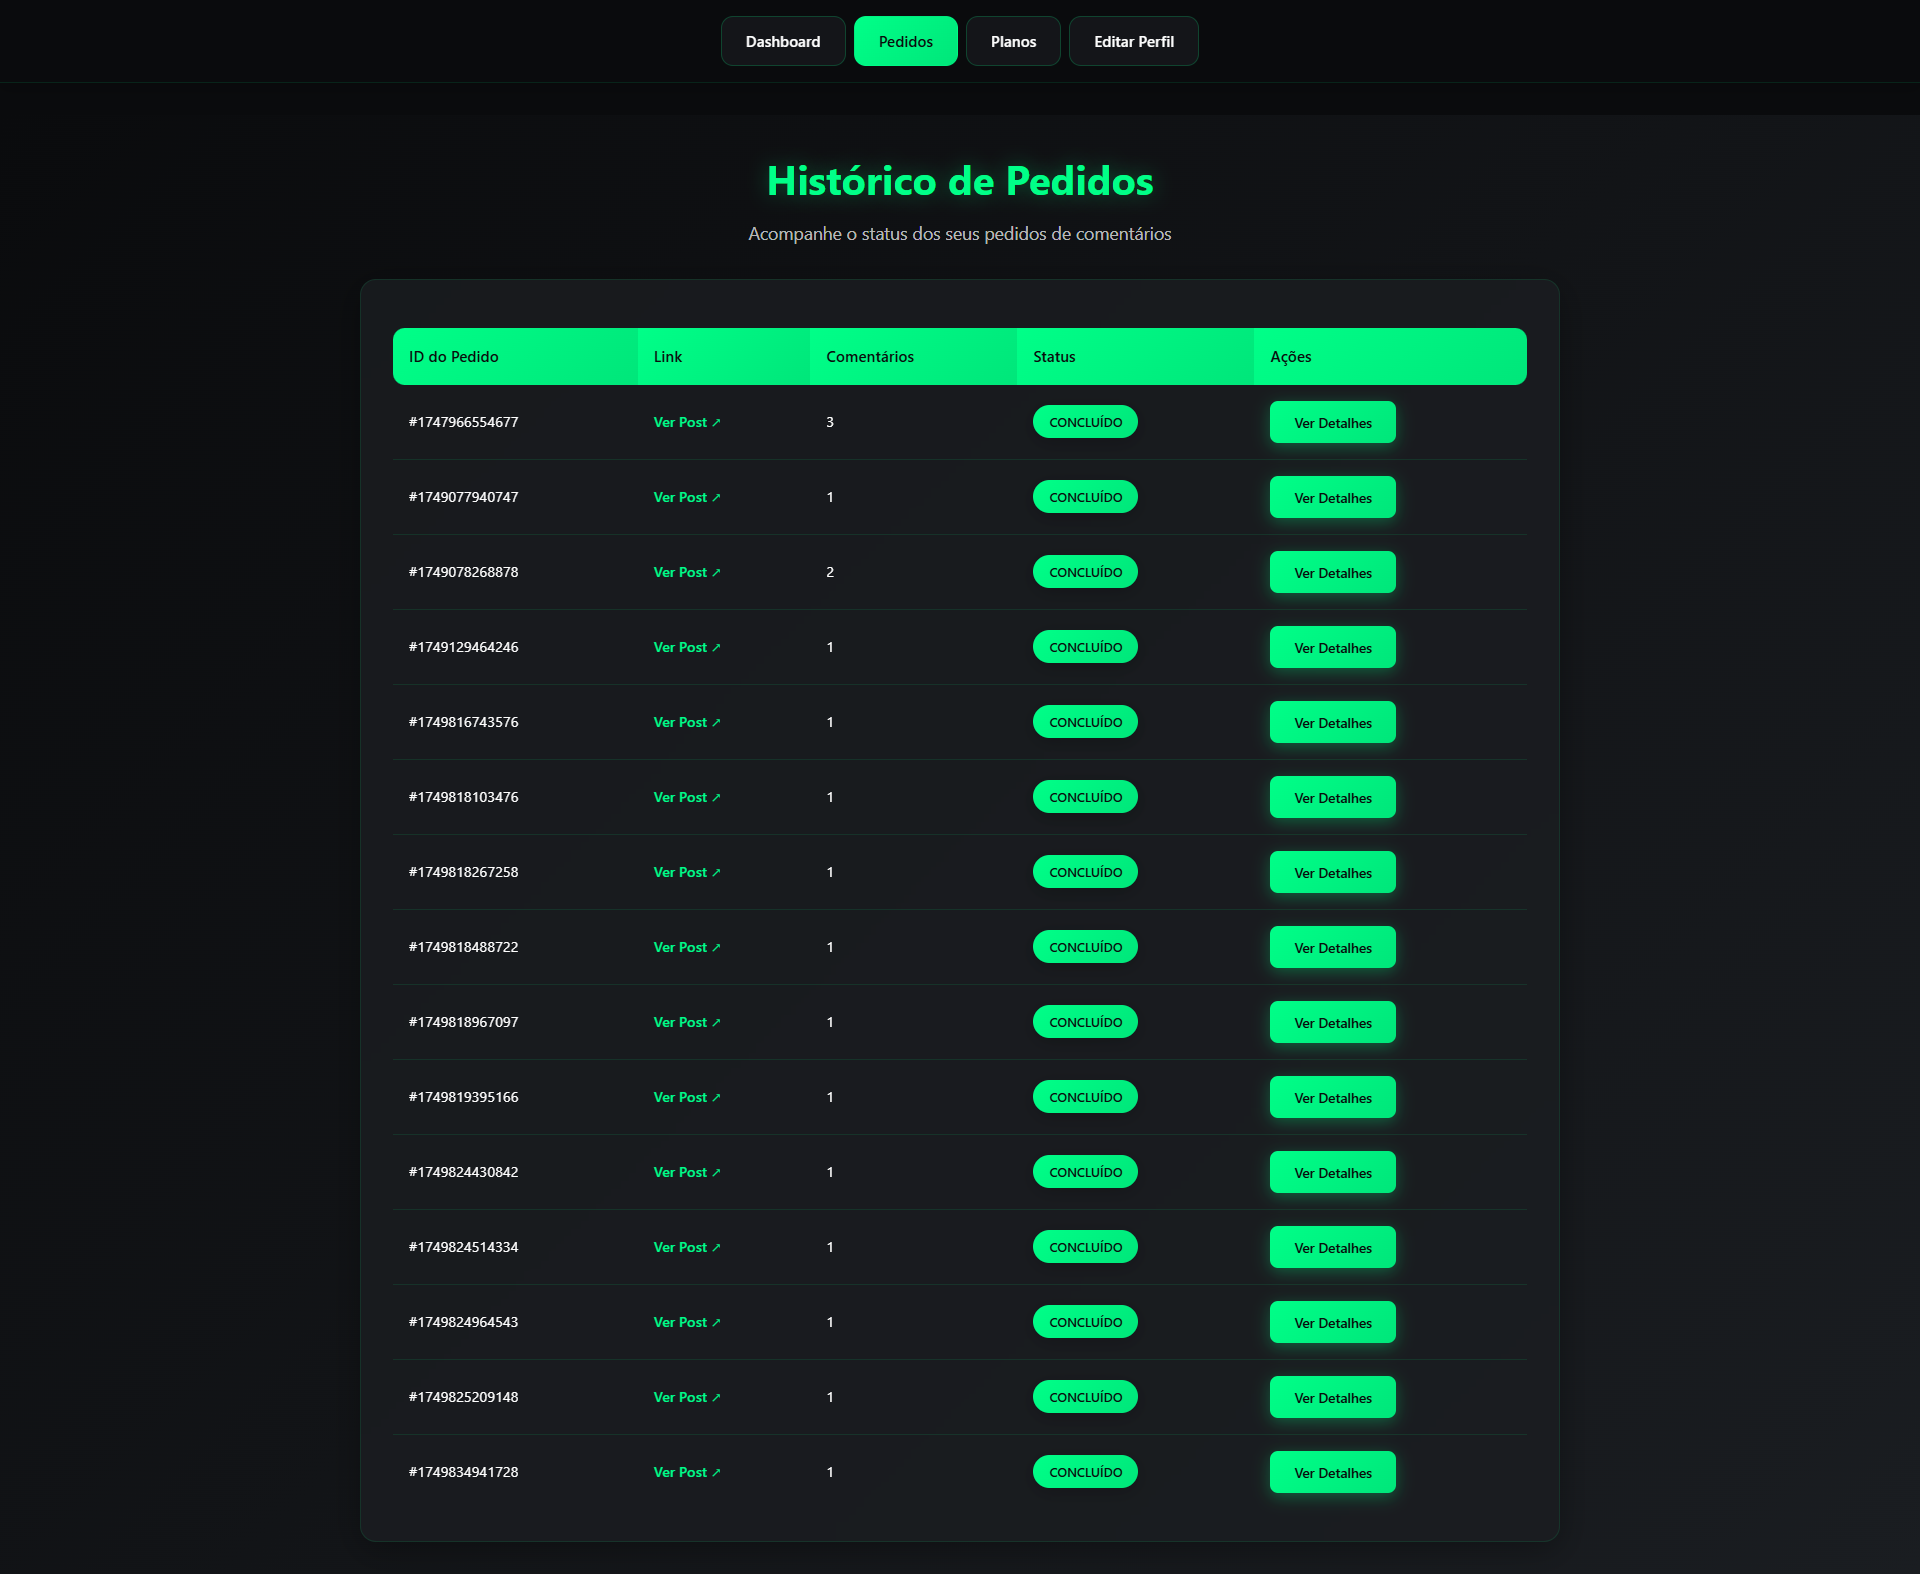 Dashboard Pedidos Planos Editar Perfil
Histórico de Pedidos
Acompanhe o status dos seus pedidos de comentários
ID do Pedido Link Comentários Status Ações
#1747966554677 Ver Post ↗ 3 CONCLUÍDO Ver Detalhes
#1749077940747 Ver Post ↗ 1 CONCLUÍDO Ver Detalhes
#1749078268878 Ver Post ↗ 2 CONCLUÍDO Ver Detalhes
#1749129464246 Ver Post ↗ 1 CONCLUÍDO Ver Detalhes
#1749816743576 Ver Post ↗ 1 CONCLUÍDO Ver Detalhes
#1749818103476 Ver Post ↗ 1 CONCLUÍDO Ver Detalhes
#1749818267258 Ver Post ↗ 1 CONCLUÍDO Ver Detalhes
#1749818488722 Ver Post ↗ 1 CONCLUÍDO Ver Detalhes
#1749818967097 Ver Post ↗ 1 CONCLUÍDO Ver Detalhes
#1749819395166 Ver Post ↗ 1 CONCLUÍDO Ver Detalhes
#1749824430842 Ver Post ↗ 1 CONCLUÍDO Ver Detalhes
#1749824514334 Ver Post ↗ 1 CONCLUÍDO Ver Detalhes
#1749824964543 Ver Post ↗ 1 CONCLUÍDO Ver Detalhes
#1749825209148 Ver Post ↗ 1 CONCLUÍDO Ver Detalhes
#1749834941728 Ver Post ↗ 1 CONCLUÍDO Ver Detalhes